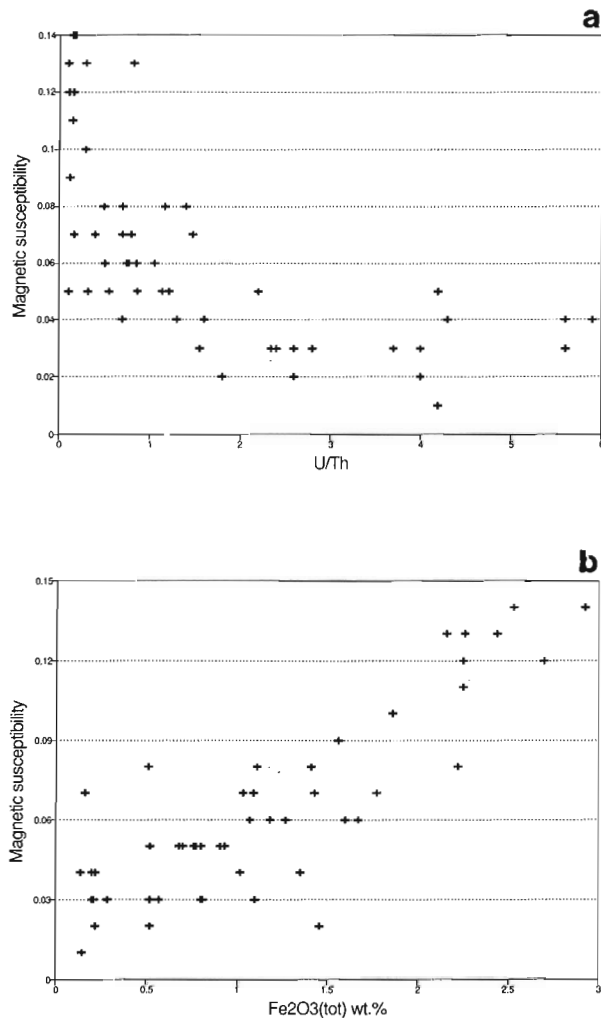 a
0.14
0.12
0.1
0.08
0.06
0.04
0.02
0
Magnetic susceptibility
0 1 2 3 4 5 6
U/Th
b
0.15
0.12
0.09
0.06
0.03
0
Magnetic susceptibility
0 0.5 1 1.5 2 2.5 3
Fe2O3(tot) wt.%